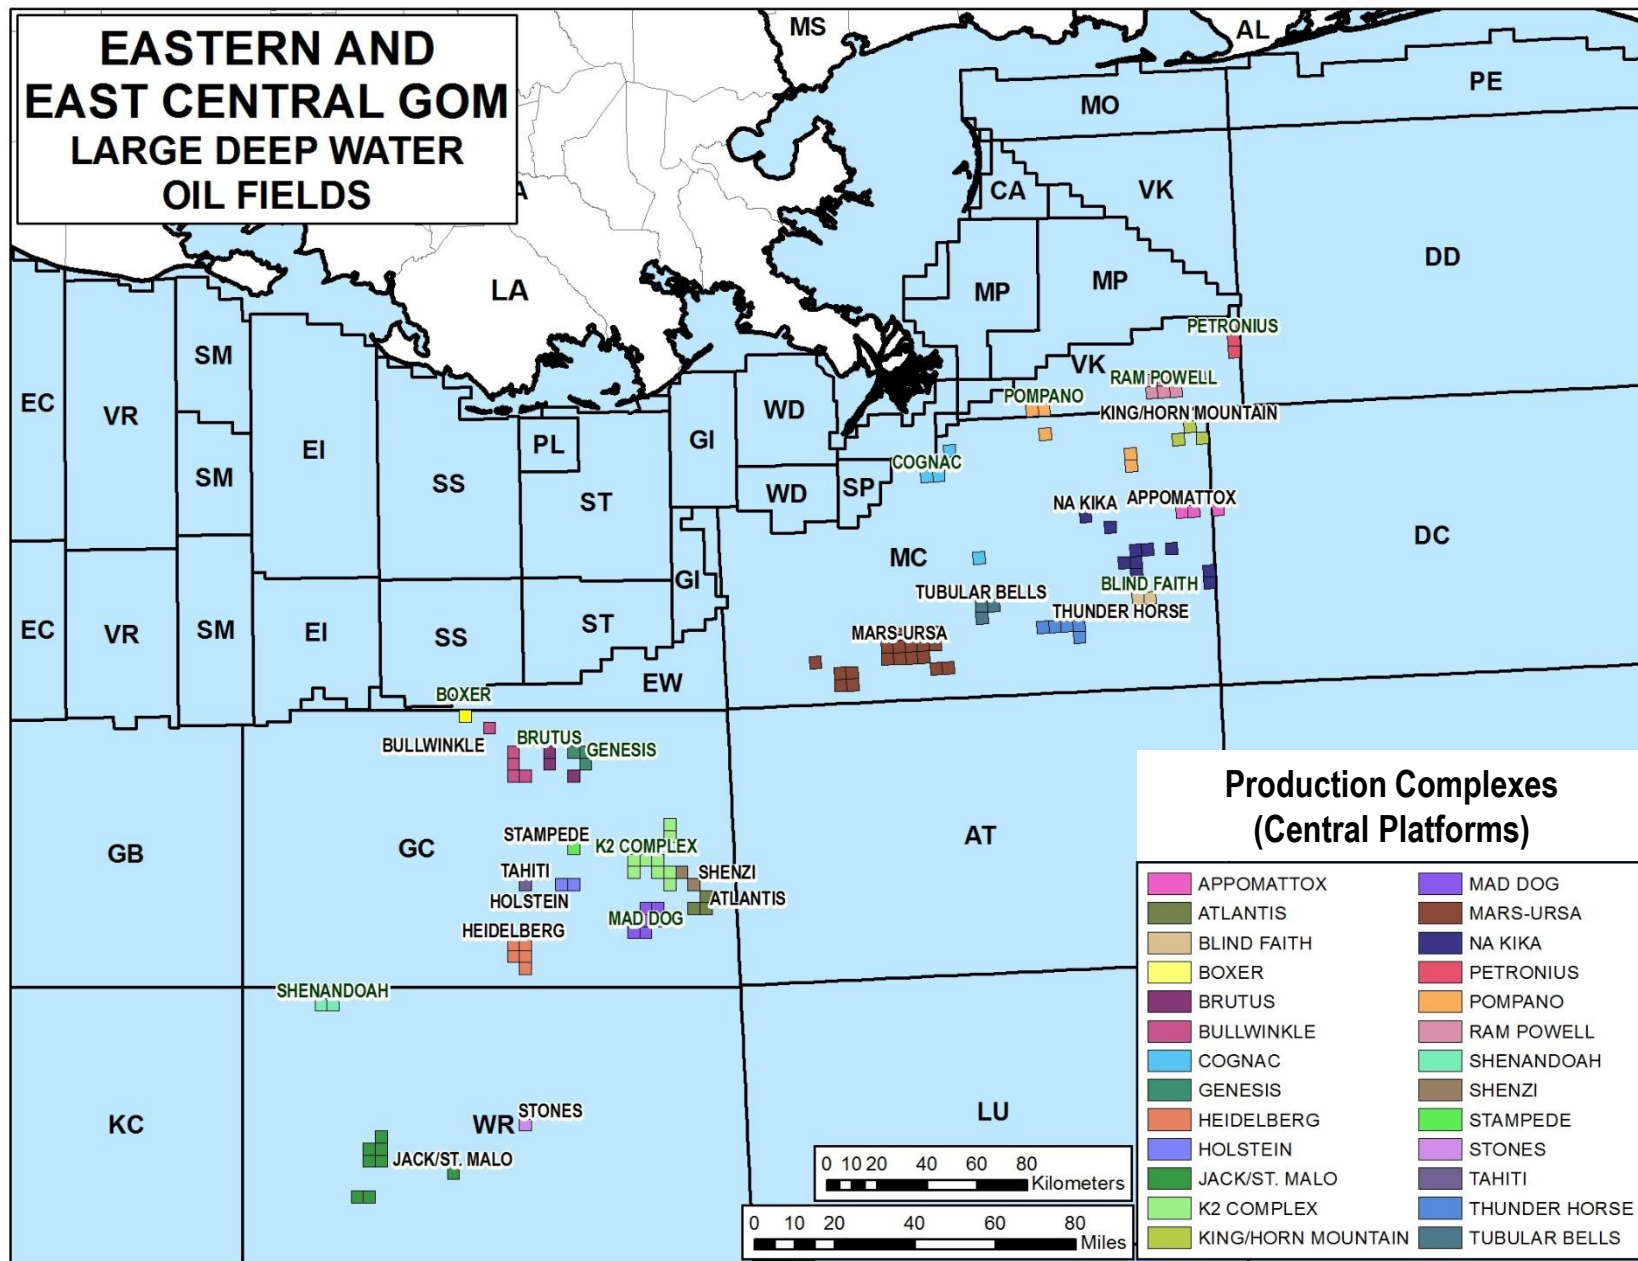 EASTERN AND
EAST CENTRAL GOM
LARGE DEEP WATER
OIL FIELDS
MS
AL
PE
MO
CA
VK
DD
LA
MP
MP
PETRONIUS
SM
VK
RAM POWELL
EC
VR
WD
POMPANO
KING/HORN MOUNTAIN
EI
PL
GI
COGNAC
SM
SS
WD
SP
ST
NA KIKA
APPOMATTOX
DC
MC
GI
BLIND FAITH
TUBULAR BELLS
THUNDER HORSE
EC
VR
SM
EI
SS
ST
MARS-URSA
EW
BOXER
BULLWINKLE
BRUTUS
GENESIS
GB
GC
STAMPEDE
K2 COMPLEX
AT
TAHITI
SHENZI
HOLSTEIN
ATLANTIS
MAD DOG
HEIDELBERG
SHENANDOAH
KC
WR
STONES
LU
JACK/ST. MALO
0 10 20 40 60 80
Kilometers
0 10 20 40 60 80
Miles
Production Complexes
(Central Platforms)
APPOMATTOX
ATLANTIS
BLIND FAITH
BOXER
BRUTUS
BULLWINKLE
COGNAC
GENESIS
HEIDELBERG
HOLSTEIN
JACK/ST. MALO
K2 COMPLEX
KING/HORN MOUNTAIN
MAD DOG
MARS-URSA
NA KIKA
PETRONIUS
POMPANO
RAM POWELL
SHENANDOAH
SHENZI
STAMPEDE
STONES
TAHITI
THUNDER HORSE
TUBULAR BELLS